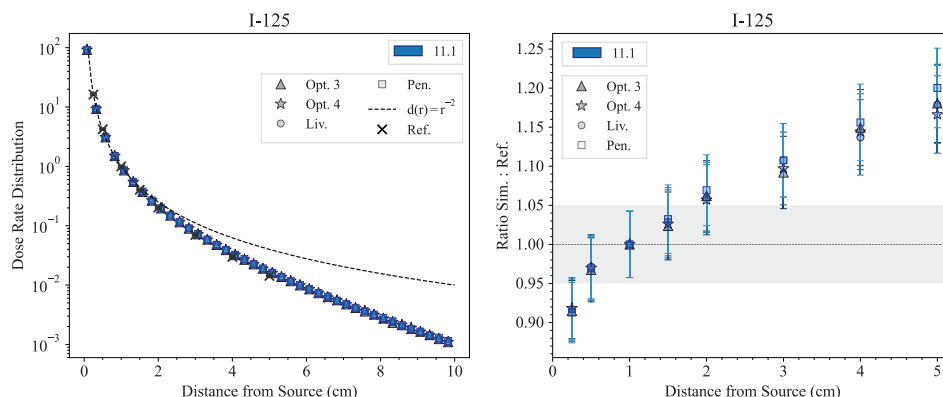 I-125
10²
10¹
10⁰
10⁻¹
10⁻²
10⁻³
Dose Rate Distribution
11.1
Opt. 3
Opt. 4
Liv.
Pen.
d(r) = r⁻²
Ref.
0 2 4 6 8 10
Distance from Source (cm)
I-125
1.25
1.20
1.15
1.10
1.05
1.00
0.95
0.90
Ratio Sim. : Ref.
11.1
Opt. 3
Opt. 4
Liv.
Pen.
0 1 2 3 4 5
Distance from Source (cm)